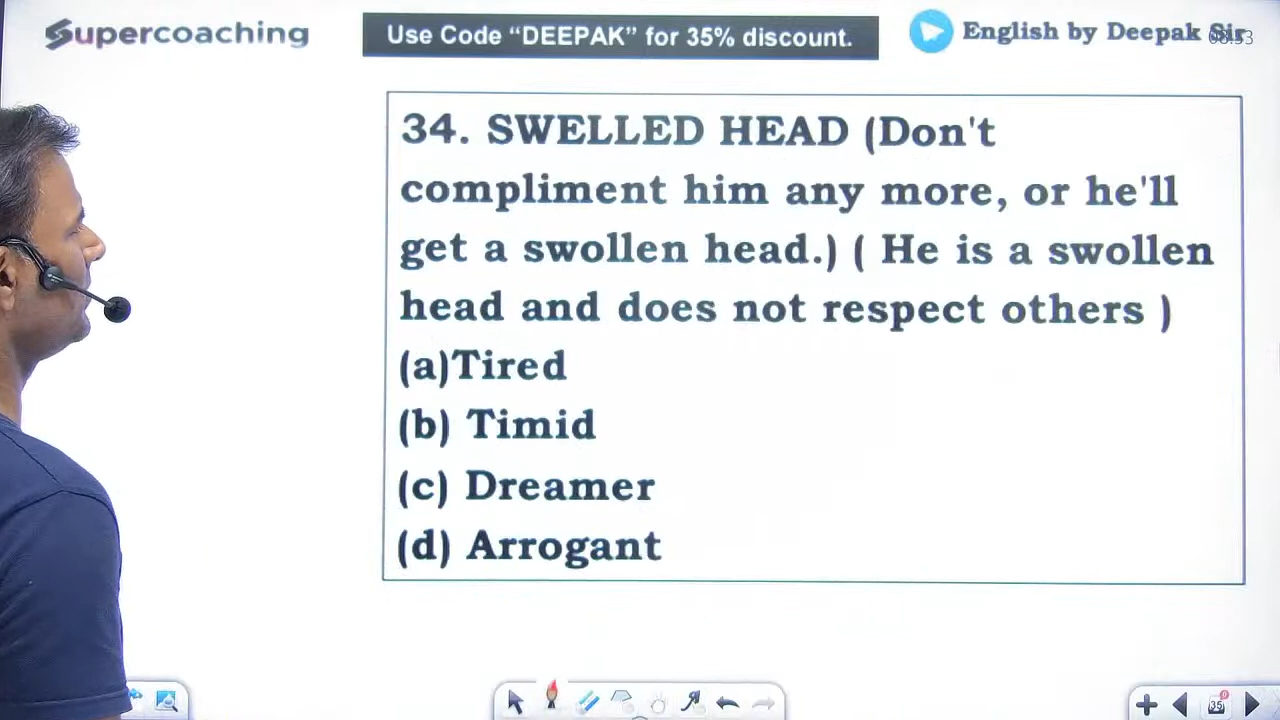 Supercoaching
Use Code “DEEPAK” for 35% discount.
English by Deepak Sir
34. SWELLED HEAD (Don't
compliment him any more, or he'll
get a swollen head.) ( He is a swollen
head and does not respect others )
(a)Tired
(b) Timid
(c) Dreamer
(d) Arrogant
35